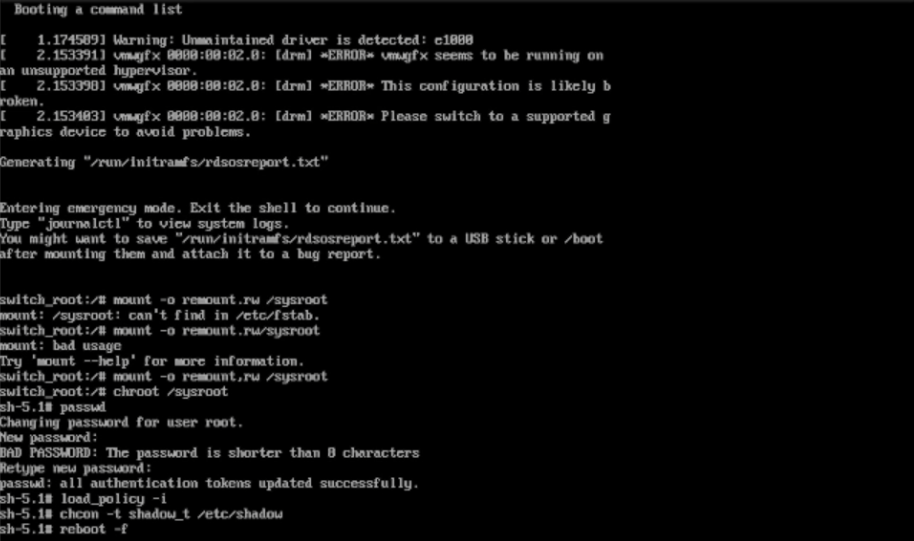 Booting a command list
[    1.174509] Warning: Unmaintained driver is detected: e1000
[    2.153391] vmwgfx 0000:00:02.0: [drm] *ERROR* vmwgfx seems to be running on
an unsupported hypervisor.
[    2.153398] vmwgfx 0000:00:02.0: [drm] *ERROR* This configuration is likely b
roken.
[    2.153403] vmwgfx 0000:00:02.0: [drm] *ERROR* Please switch to a supported g
raphics device to avoid problems.
Generating "/run/initramfs/rdsosreport.txt"
Entering emergency mode. Exit the shell to continue.
Type "journalctl" to view system logs.
You might want to save "/run/initramfs/rdsosreport.txt" to a USB stick or /boot
after mounting them and attach it to a bug report.
switch_root:/# mount -o remount.rw /sysroot
mount: /sysroot: can't find in /etc/fstab.
switch_root:/# mount -o remount.rw/sysroot
mount: bad usage
Try 'mount --help' for more information.
switch_root:/# mount -o remount,rw /sysroot
switch_root:/# chroot /sysroot
sh-5.1# passwd
Changing password for user root.
New password:
BAD PASSWORD: The password is shorter than 8 characters
Retype new password:
passwd: all authentication tokens updated successfully.
sh-5.1# load_policy -i
sh-5.1# chcon -t shadow_t /etc/shadow
sh-5.1# reboot -f